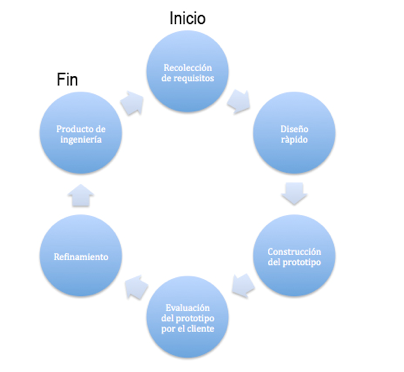 Inicio
Recolección
de requisitos
Diseño
ràpido
Construcción
del prototipo
Evaluación
del prototipo
por el cliente
Refinamiento
Producto de
ingeniería
Fin